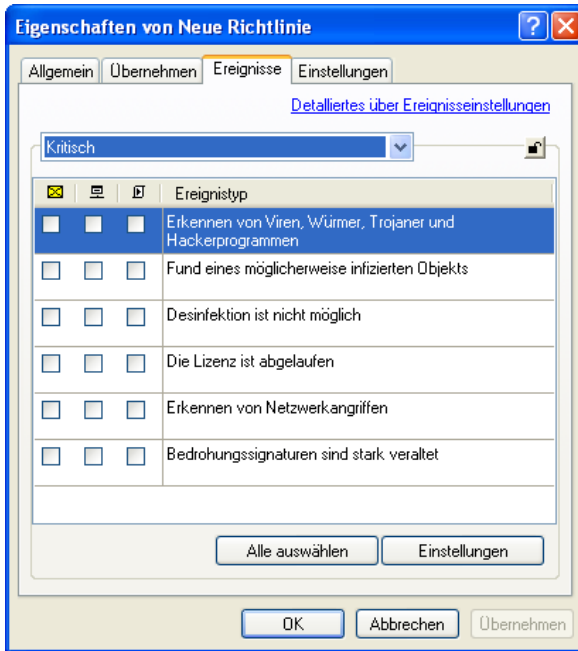 Eigenschaften von Neue Richtlinie
Allgemein Übernehmen Ereignisse Einstellungen
Detailliertes über Ereigniseinstellungen
Kritisch
Ereignistyp
Erkennen von Viren, Würmer, Trojaner und
Hackerprogrammen
Fund eines möglicherweise infizierten Objekts
Desinfektion ist nicht möglich
Die Lizenz ist abgelaufen
Erkennen von Netzwerkangriffen
Bedrohungssignaturen sind stark veraltet
Alle auswählen Einstellungen
OK Abbrechen Übernehmen